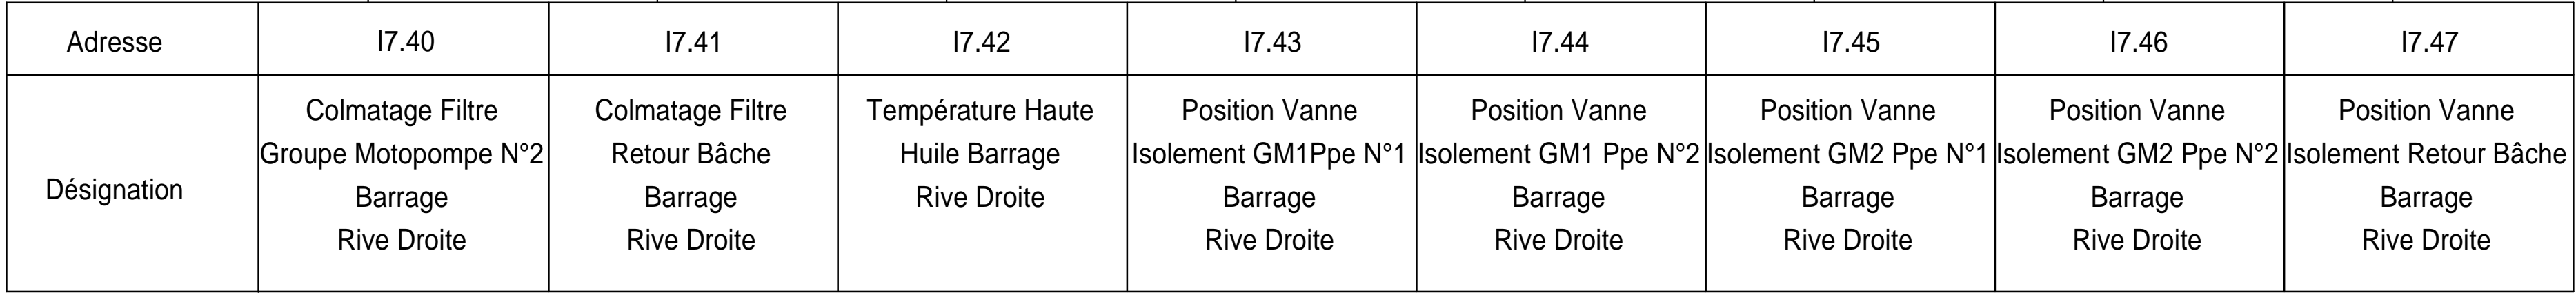 Adresse I7.40 I7.41 I7.42 I7.43 I7.44 I7.45 I7.46 I7.47
Désignation
Colmatage Filtre
Groupe Motopompe N°2
Barrage
Rive Droite
Colmatage Filtre
Retour Bâche
Barrage
Rive Droite
Température Haute
Huile Barrage
Rive Droite
Position Vanne
Isolement GM1Ppe N°1
Barrage
Rive Droite
Position Vanne
Isolement GM1 Ppe N°2
Barrage
Rive Droite
Position Vanne
Isolement GM2 Ppe N°1
Barrage
Rive Droite
Position Vanne
Isolement GM2 Ppe N°2
Barrage
Rive Droite
Position Vanne
Isolement Retour Bâche
Barrage
Rive Droite